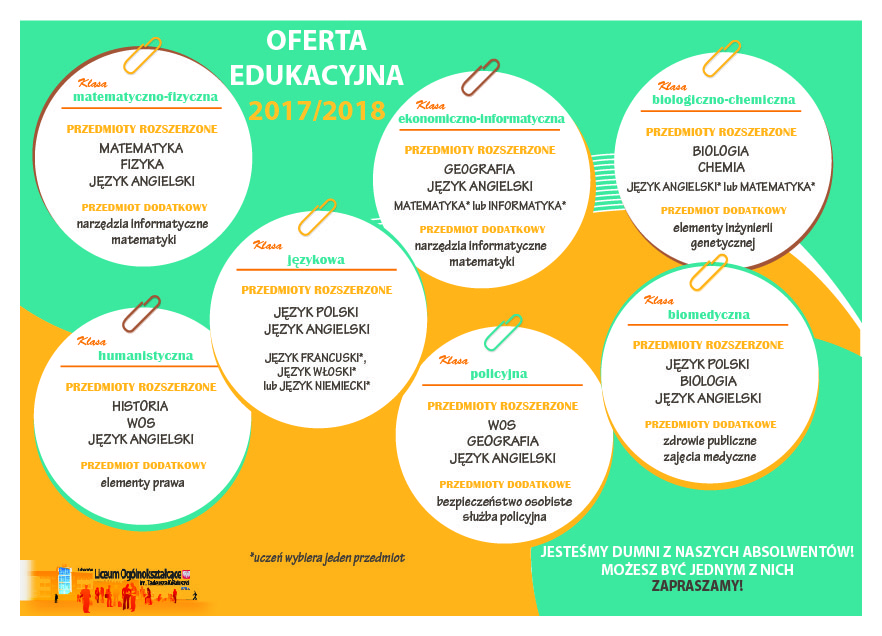 OFERTA
EDUKACYJNA
2017/2018
Klasa
matematyczno-fizyczna
PRZEDMIOTY ROZSZERZONE
MATEMATYKA
FIZYKA
JĘZYK ANGIELSKI
PRZEDMIOT DODATKOWY
narzędzia informatyczne
matematyki
Klasa
ekonomiczno-informatyczna
PRZEDMIOTY ROZSZERZONE
GEOGRAFIA
JĘZYK ANGIELSKI
MATEMATYKA* lub INFORMATYKA*
PRZEDMIOT DODATKOWY
narzędzia informatyczne
matematyki
Klasa
biologiczno-chemiczna
PRZEDMIOTY ROZSZERZONE
BIOLOGIA
CHEMIA
JĘZYK ANGIELSKI* lub MATEMATYKA*
PRZEDMIOT DODATKOWY
elementy inżynierii
genetycznej
Klasa
językowa
PRZEDMIOTY ROZSZERZONE
JĘZYK POLSKI
JĘZYK ANGIELSKI
JĘZYK FRANCUSKI*,
JĘZYK WŁOSKI*
lub JĘZYK NIEMIECKI*
Klasa
humanistyczna
PRZEDMIOTY ROZSZERZONE
HISTORIA
WOS
JĘZYK ANGIELSKI
PRZEDMIOT DODATKOWY
elementy prawa
Klasa
policyjna
PRZEDMIOTY ROZSZERZONE
WOS
GEOGRAFIA
JĘZYK ANGIELSKI
PRZEDMIOTY DODATKOWE
bezpieczeństwo osobiste
służba policyjna
Klasa
biomedyczna
PRZEDMIOTY ROZSZERZONE
JĘZYK POLSKI
BIOLOGIA
JĘZYK ANGIELSKI
PRZEDMIOTY DODATKOWE
zdrowie publiczne
zajęcia medyczne
*uczeń wybiera jeden przedmiot
JESTEŚMY DUMNI Z NASZYCH ABSOLWENTÓW!
MOŻESZ BYĆ JEDNYM Z NICH
ZAPRASZAMY!
Liceum Ogólnokształcące
im. Tadeusza